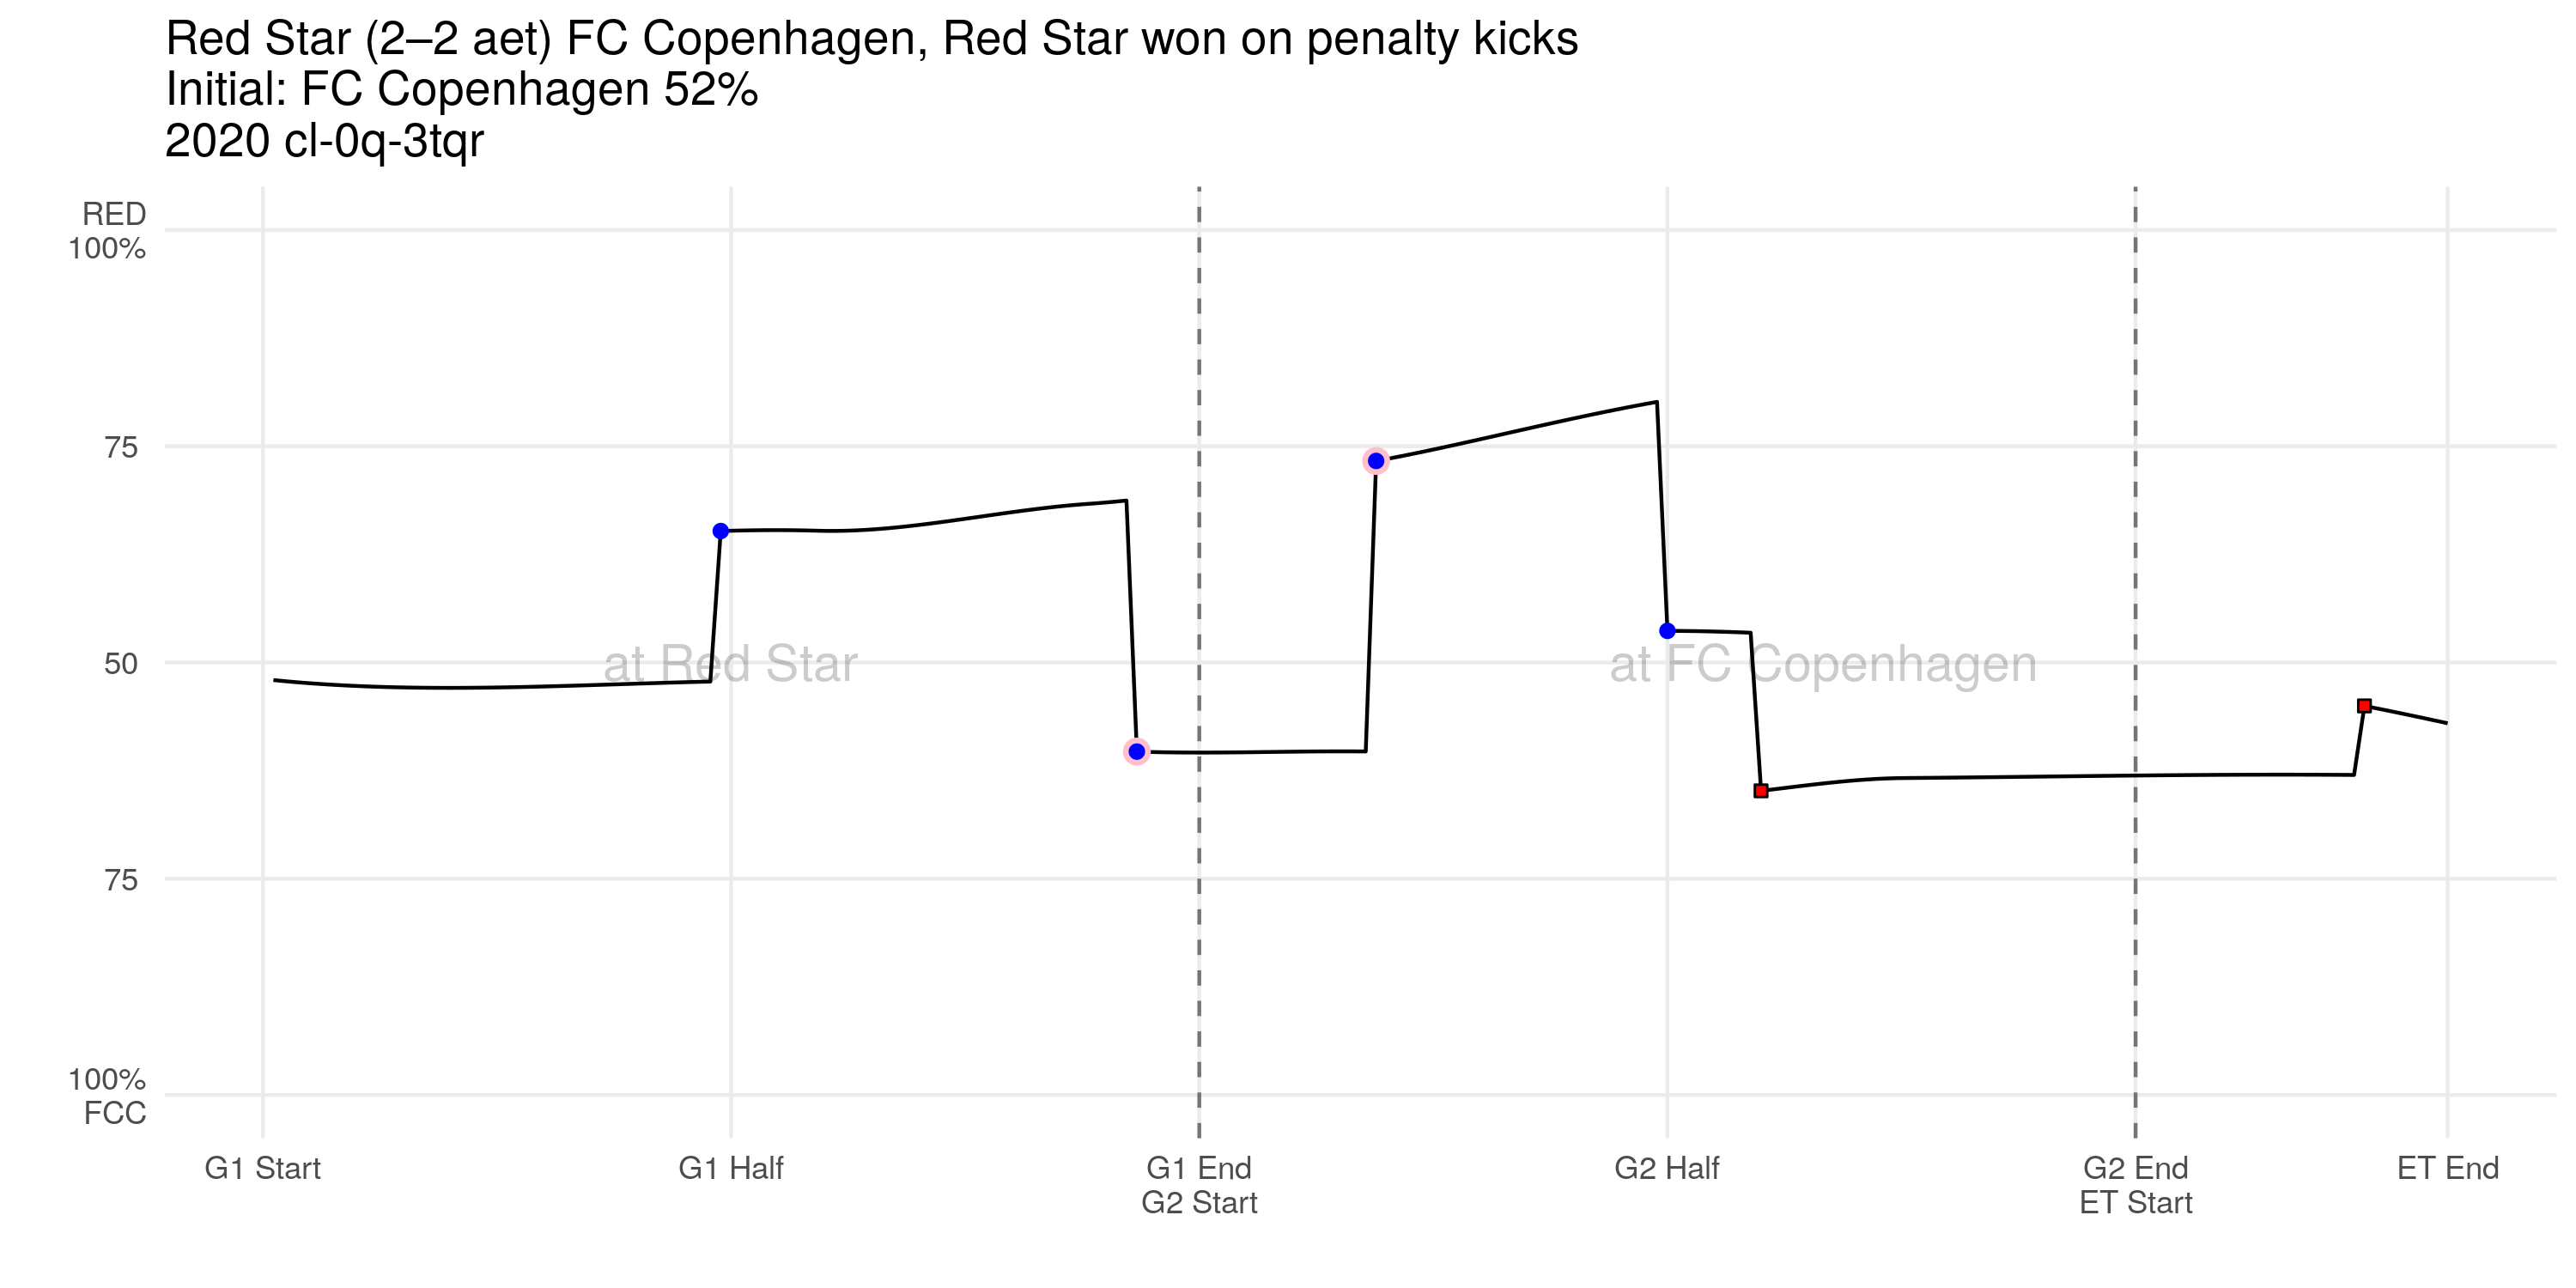 Red Star (2–2 aet) FC Copenhagen, Red Star won on penalty kicks
Initial: FC Copenhagen 52%
2020 cl-0q-3tqr
RED
100%
75
50
75
100%
FCC
at Red Star
at FC Copenhagen
G1 Start
G1 Half
G1 End
G2 Start
G2 Half
G2 End
ET Start
ET End